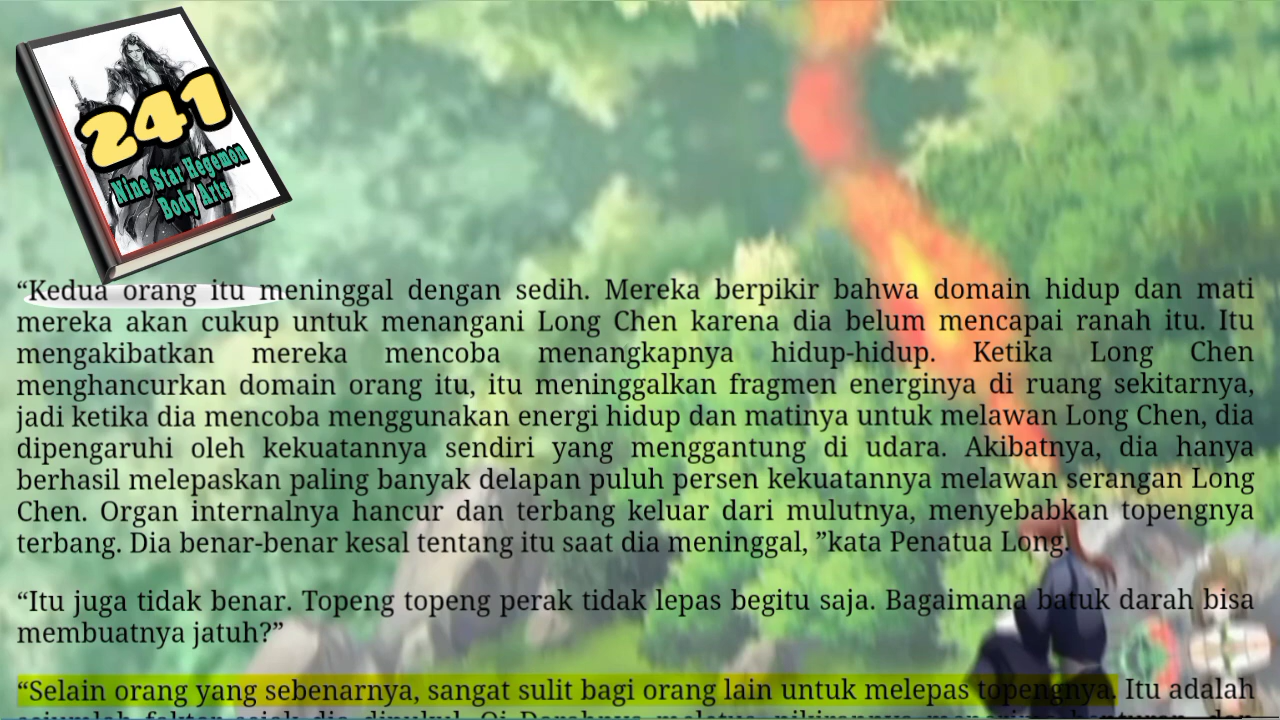 241
Nine Star Hegemon
Body Arts
“Kedua orang itu meninggal dengan sedih. Mereka berpikir bahwa domain hidup dan mati
mereka akan cukup untuk menangani Long Chen karena dia belum mencapai ranah itu. Itu
mengakibatkan mereka mencoba menangkapnya hidup-hidup. Ketika Long Chen
menghancurkan domain orang itu, itu meninggalkan fragmen energinya di ruang sekitarnya,
jadi ketika dia mencoba menggunakan energi hidup dan matinya untuk melawan Long Chen, dia
dipengaruhi oleh kekuatannya sendiri yang menggantung di udara. Akibatnya, dia hanya
berhasil melepaskan paling banyak delapan puluh persen kekuatannya melawan serangan Long
Chen. Organ internalnya hancur dan terbang keluar dari mulutnya, menyebabkan topengnya
terbang. Dia benar-benar kesal tentang itu saat dia meninggal, ”kata Penatua Long.
“Itu juga tidak benar. Topeng topeng perak tidak lepas begitu saja. Bagaimana batuk darah bisa
membuatnya jatuh?”
“Selain orang yang sebenarnya, sangat sulit bagi orang lain untuk melepas topengnya. Itu adalah